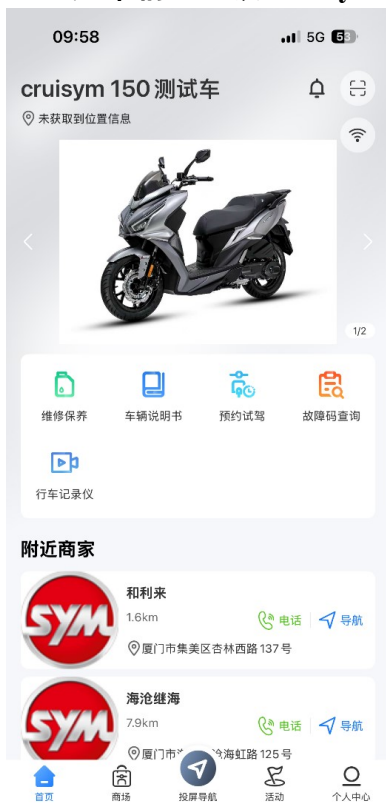 09:58
5G 53
cruisym 150 测试车
未获取到位置信息
1/2
维修保养 车辆说明书 预约试驾 故障码查询
行车记录仪
附近商家
SYM
和利来
1.6km 电话 导航
厦门市集美区杏林西路 137 号
SYM
海沧继海
7.9km 电话 导航
厦门市 沧海虹路 125 号
首页 商场 投屏导航 活动 个人中心